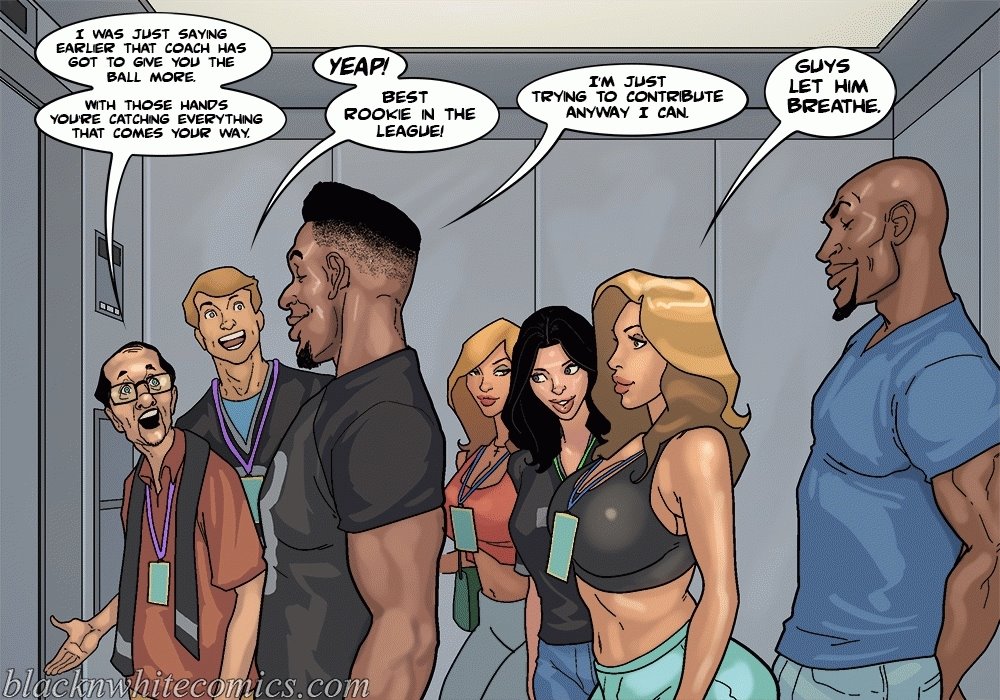 I WAS JUST SAYING
EARLIER THAT COACH HAS
GOT TO GIVE YOU THE
BALL MORE.
WITH THOSE HANDS
YOU'RE CATCHING EVERYTHING
THAT COMES YOUR WAY.
YEAP!
BEST
ROOKIE IN THE
LEAGUE!
I'M JUST
TRYING TO CONTRIBUTE
ANYWAY I CAN.
GUYS
LET HIM
BREATHE.
blacknwhitecomics.com